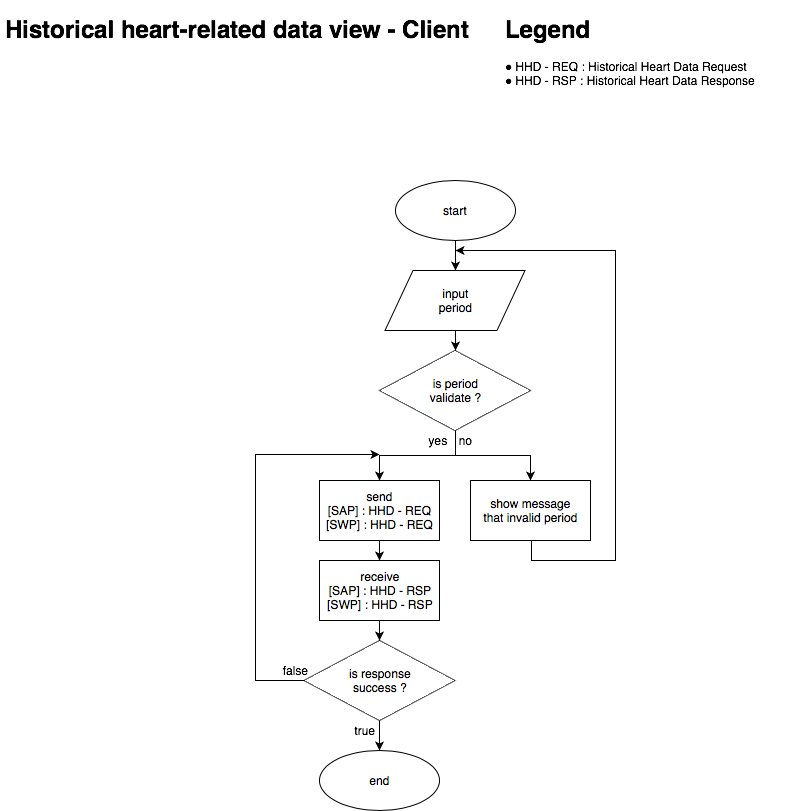 Historical heart-related data view - Client
Legend
● HHD - REQ : Historical Heart Data Request
● HHD - RSP : Historical Heart Data Response
start
input
period
is period
validate ?
yes
no
send
[SAP] : HHD - REQ
[SWP] : HHD - REQ
show message
that invalid period
receive
[SAP] : HHD - RSP
[SWP] : HHD - RSP
false
is response
success ?
true
end